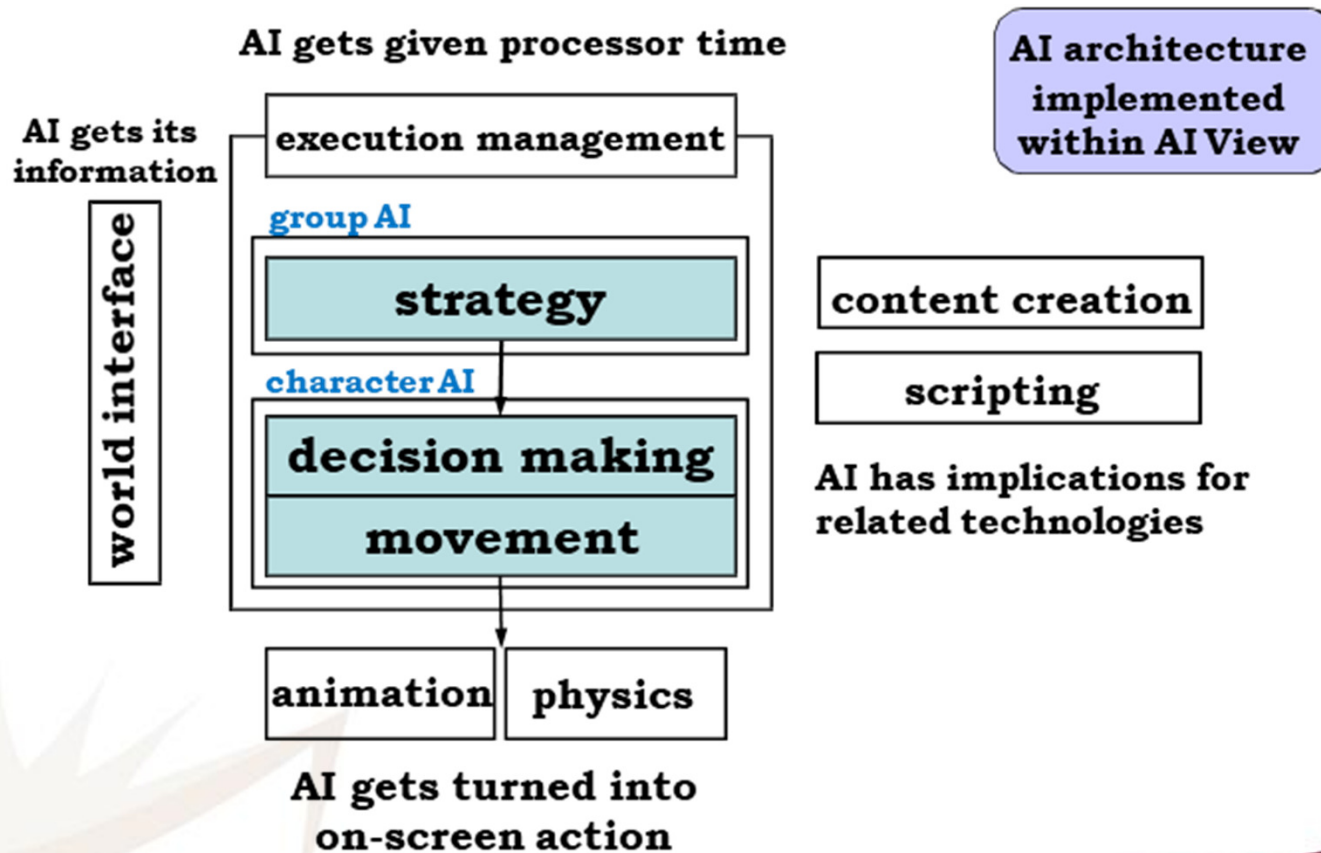 AI gets given processor time
AI architecture
implemented
within AI View
AI gets its
information
execution management
world interface
group AI
strategy
content creation
character AI
scripting
decision making
movement
AI has implications for
related technologies
animation
physics
AI gets turned into
on-screen action